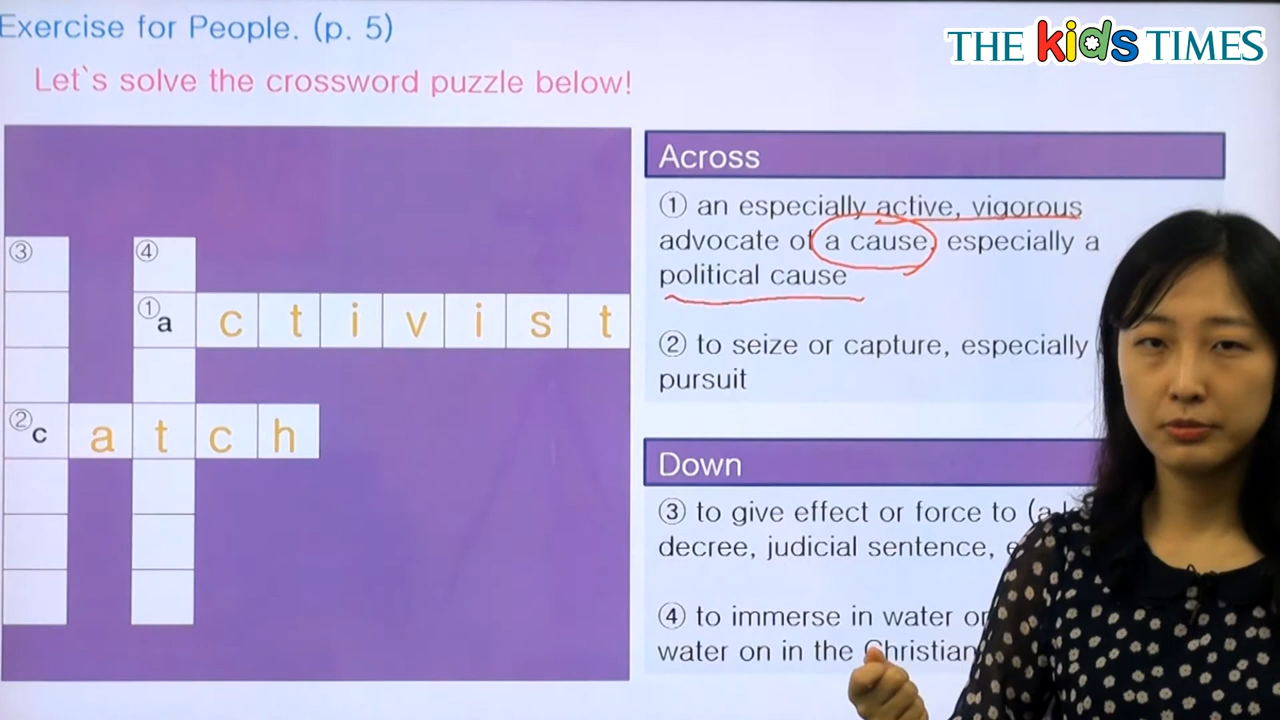 Exercise for People. (p. 5)
THE kids TIMES
Let`s solve the crossword puzzle below!
③ ④
① a c t i v i s t
② c a t c h
Across
① an especially active, vigorous
advocate of a cause, especially a
political cause
② to seize or capture, especially
pursuit
Down
③ to give effect or force to (a
decree, judicial sentence,
④ to immerse in water or
water on in the Christian